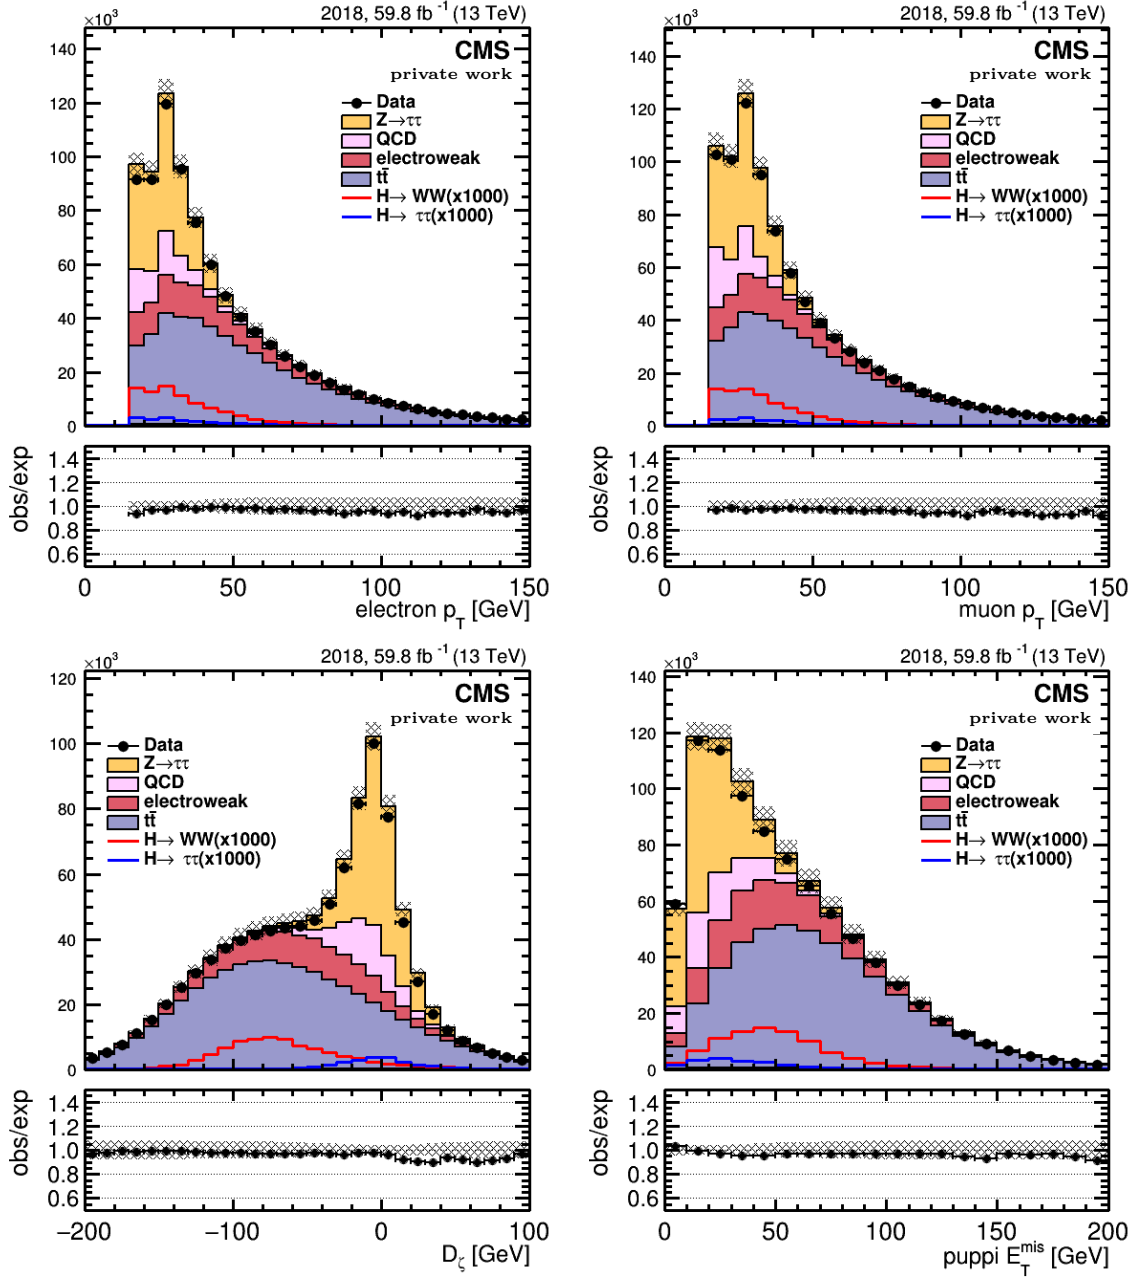 ×10³ 2018, 59.8 fb⁻¹ (13 TeV)
CMS
private work
Data
Z→ττ
QCD
electroweak
tt̄
H→ WW(x1000)
H→ ττ(x1000)
140
120
100
80
60
40
20
0
obs/exp
1.4
1.2
1.0
0.8
0.6
0 50 100 150
electron p_T [GeV]
×10³ 2018, 59.8 fb⁻¹ (13 TeV)
CMS
private work
Data
Z→ττ
QCD
electroweak
tt̄
H→ WW(x1000)
H→ ττ(x1000)
140
120
100
80
60
40
20
0
obs/exp
1.4
1.2
1.0
0.8
0.6
0 50 100 150
muon p_T [GeV]
×10³ 2018, 59.8 fb⁻¹ (13 TeV)
CMS
private work
Data
Z→ττ
QCD
electroweak
tt̄
H→ WW(x1000)
H→ ττ(x1000)
120
100
80
60
40
20
0
obs/exp
1.4
1.2
1.0
0.8
0.6
−200 −100 0 100
D_ζ [GeV]
×10³ 2018, 59.8 fb⁻¹ (13 TeV)
CMS
private work
Data
Z→ττ
QCD
electroweak
tt̄
H→ WW(x1000)
H→ ττ(x1000)
140
120
100
80
60
40
20
0
obs/exp
1.4
1.2
1.0
0.8
0.6
0 50 100 150 200
puppi E_T^mis [GeV]